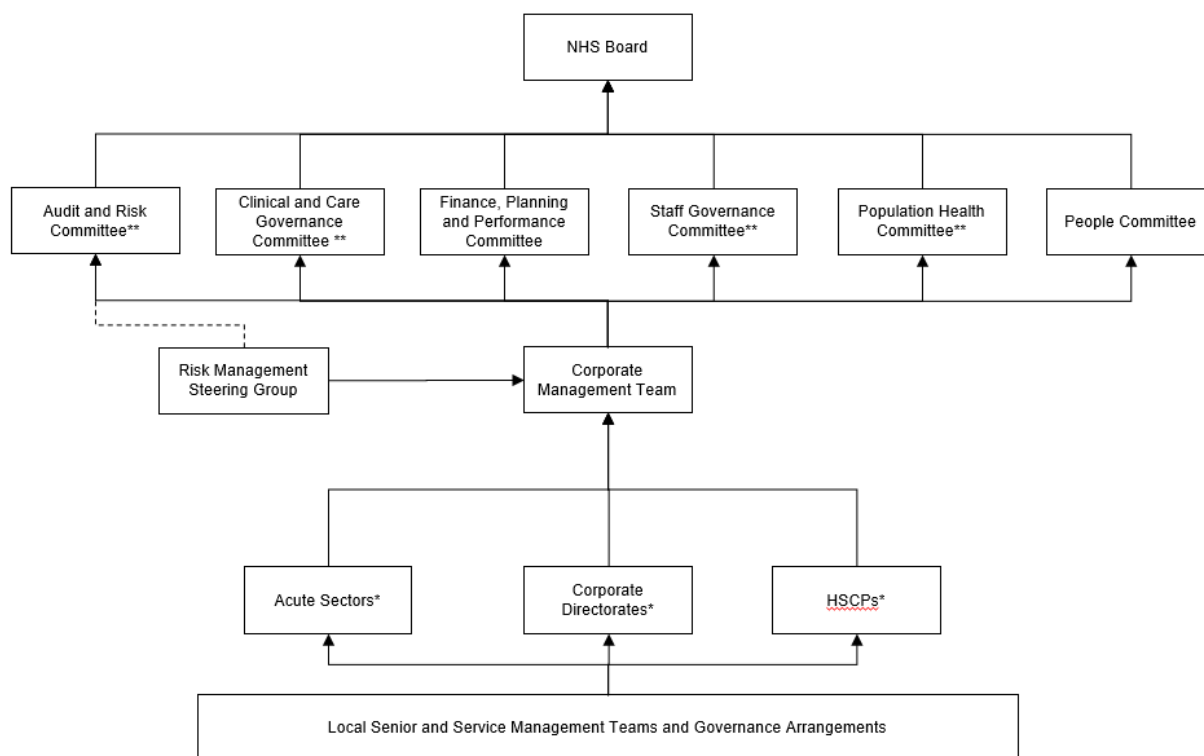 NHS Board
Audit and Risk
Committee**
Clinical and Care
Governance
Committee **
Finance, Planning
and Performance
Committee
Staff Governance
Committee**
Population Health
Committee**
People Committee
Risk Management
Steering Group
Corporate
Management Team
Acute Sectors*
Corporate
Directorates*
HSCPs*
Local Senior and Service Management Teams and Governance Arrangements